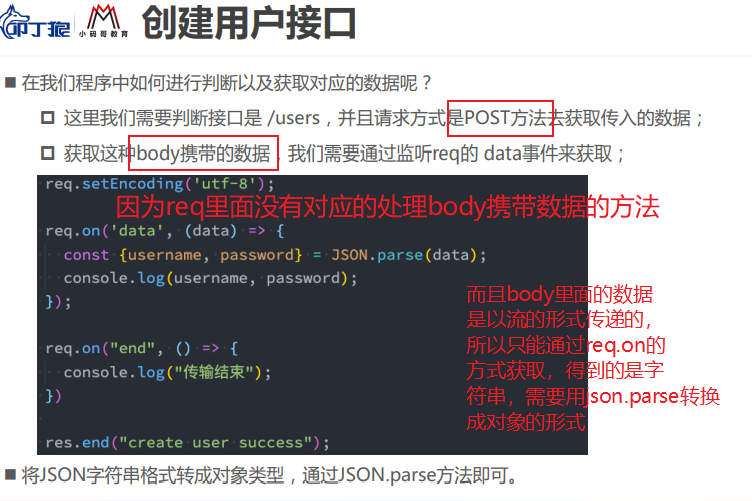 叩丁狼
小码哥教育
创建用户接口
在我们程序中如何进行判断以及获取对应的数据呢？
这里我们需要判断接口是 /users，并且请求方式是POST方法去获取传入的数据；
获取这种body携带的数据，我们需要通过监听req的 data事件来获取；
req.setEncoding('utf-8');
因为req里面没有对应的处理body携带数据的方法
req.on('data', (data) => {
const {username, password} = JSON.parse(data);
console.log(username, password);
});
req.on("end", () => {
console.log("传输结束");
})
res.end("create user success");
而且body里面的数据
是以流的形式传递的，
所以只能通过req.on的
方式获取，得到的是字
符串，需要用json.parse转换
成对象的形式
将JSON字符串格式转成对象类型，通过JSON.parse方法即可。